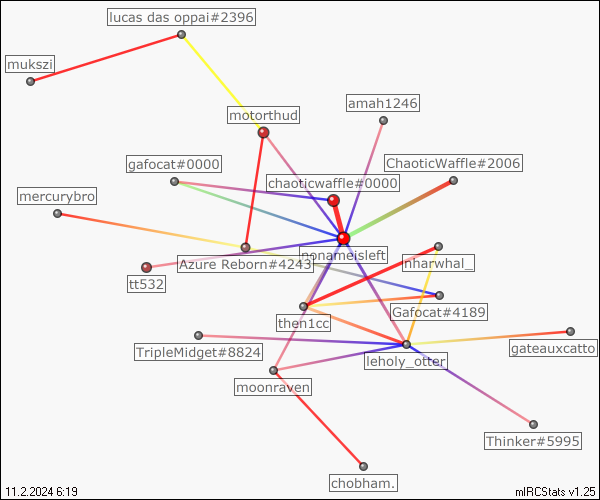 lucas das oppai#2396
mukszi
amah1246
motorthud
gafocat#0000
ChaoticWaffle#2006
chaoticwaffle#0000
mercurybro
nonameisleft
Azure Reborn#4243
nharwhal_
tt532
Gafocat#4189
then1cc
gateauxcatto
TripleMidget#8824
leholy_otter
moonraven
Thinker#5995
chobham.
11.2.2024 6:19
mIRCStats v1.25